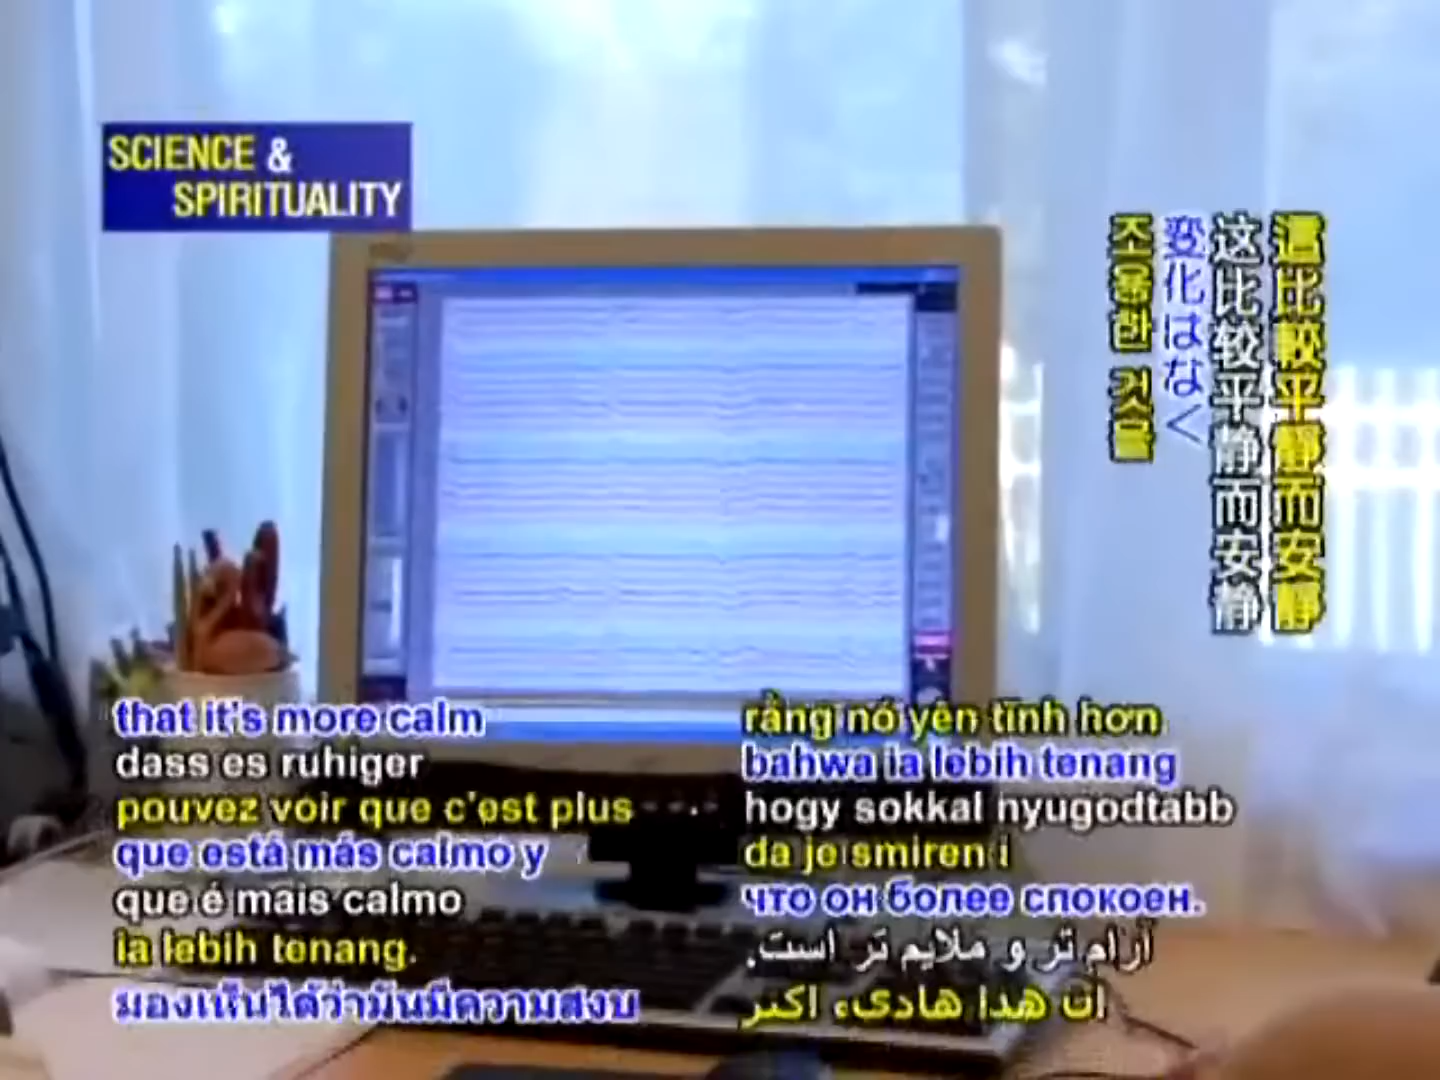 SCIENCE &
SPIRITUALITY
這比較平靜而安靜
这比较平静而安静
変化はなく
조용한 것을
that it's more calm
dass es ruhiger
pouvez voir que c'est plus
que está más calmo y
que é mais calmo
ia lebih tenang.
มองเห็นได้ว่ามันมีความสงบ
rằng nó yên tĩnh hơn
bahwa ia lebih tenang
hogy sokkal nyugodtabb
da je smiren i
что он более спокоен.
آرام تر و ملایم تر است.
ان هذا هادىء اكثر